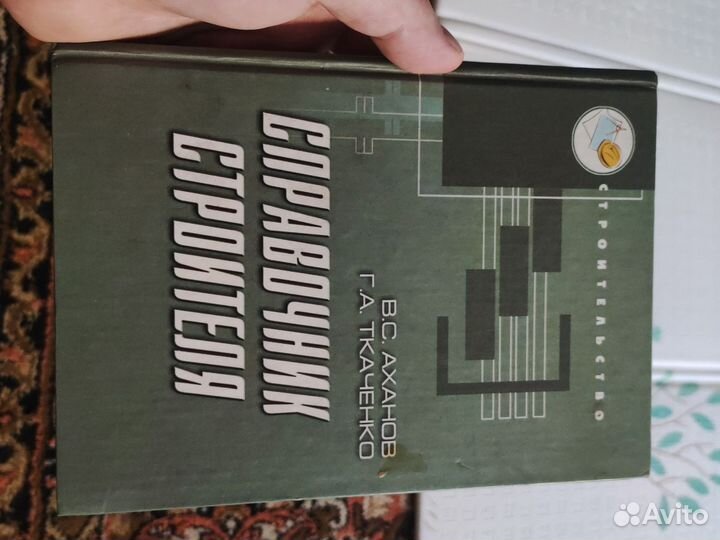 СТРОИТЕЛЬСТВО
В.С. АХАНОВ
Г.А. ТКАЧЕНКО
СПРАВОЧНИК
СТРОИТЕЛЯ
Avito